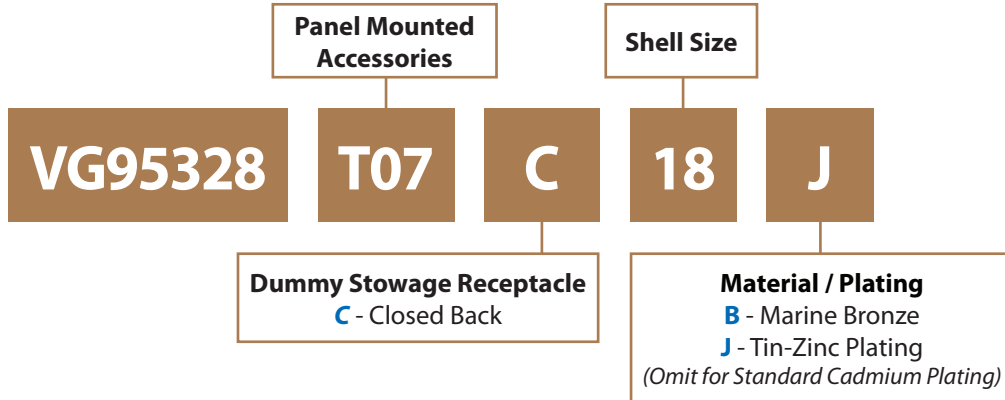 Panel Mounted
Accessories
Shell Size
VG95328 T07 C 18 J
Dummy Stowage Receptacle
C - Closed Back
Material / Plating
B - Marine Bronze
J - Tin-Zinc Plating
(Omit for Standard Cadmium Plating)